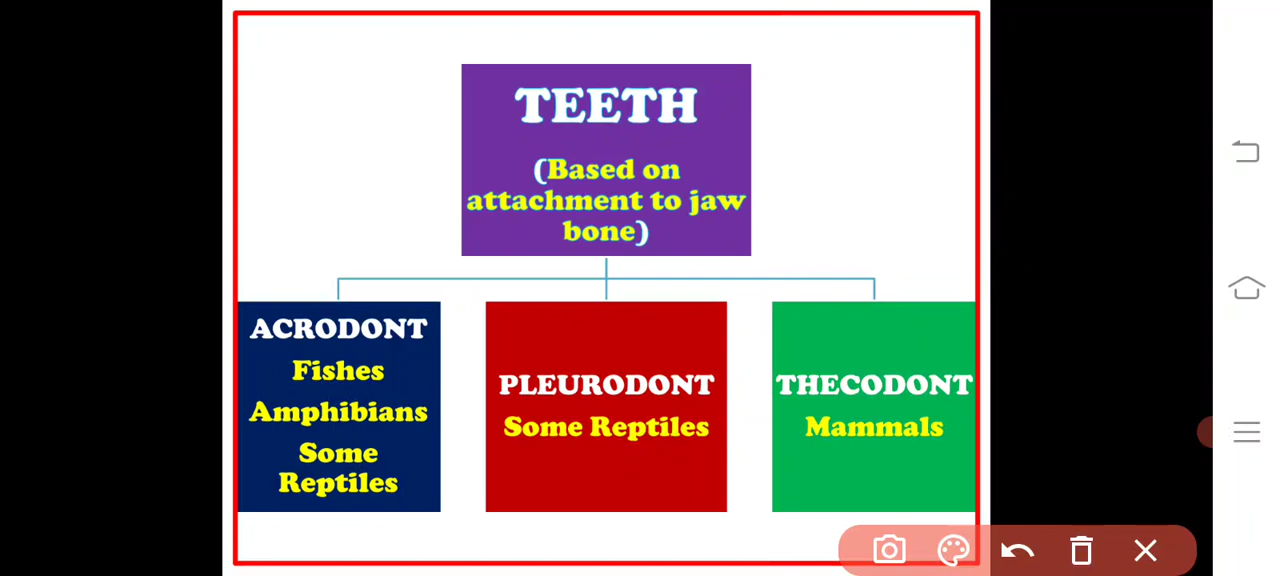 TEETH
(Based on
attachment to jaw
bone)
ACRODONT
Fishes
Amphibians
Some
Reptiles
PLEURODONT
Some Reptiles
THECODONT
Mammals